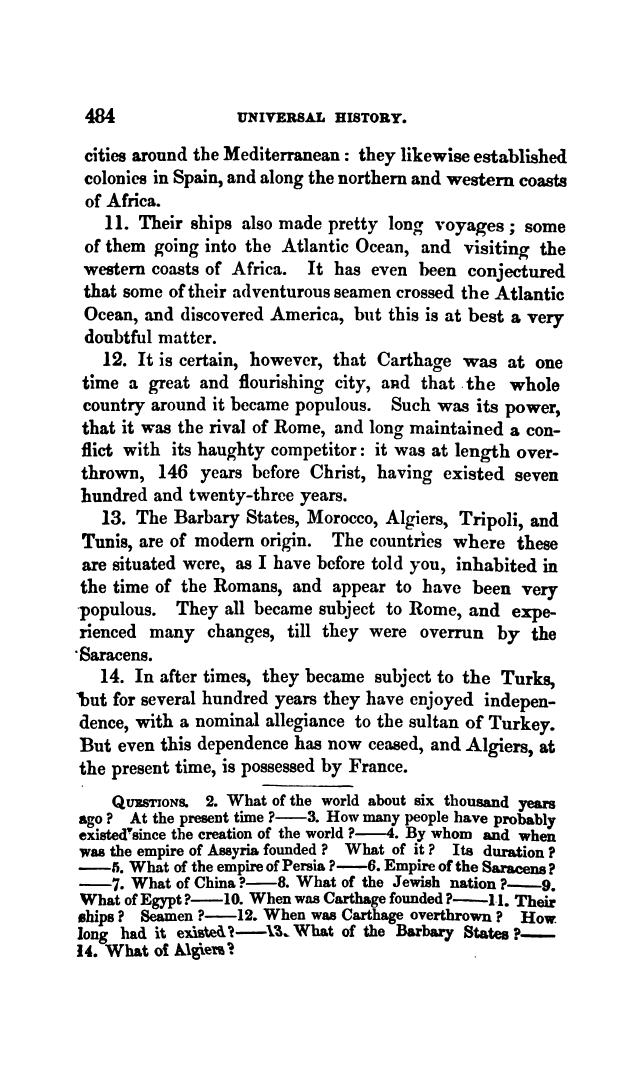 484 UNIVERSAL HISTORY.
cities around the Mediterranean : they likewise established
colonies in Spain, and along the northern and western coasts
of Africa.
11. Their ships also made pretty long voyages ; some
of them going into the Atlantic Ocean, and visiting the
western coasts of Africa. It has even been conjectured
that some of their adventurous seamen crossed the Atlantic
Ocean, and discovered America, but this is at best a very
doubtful matter.
12. It is certain, however, that Carthage was at one
time a great and flourishing city, and that the whole
country around it became populous. Such was its power,
that it was the rival of Rome, and long maintained a con-
flict with its haughty competitor : it was at length over-
thrown, 146 years before Christ, having existed seven
hundred and twenty-three years.
13. The Barbary States, Morocco, Algiers, Tripoli, and
Tunis, are of modern origin. The countries where these
are situated were, as I have before told you, inhabited in
the time of the Romans, and appear to have been very
populous. They all became subject to Rome, and expe-
rienced many changes, till they were overrun by the
Saracens.
14. In after times, they became subject to the Turks,
but for several hundred years they have enjoyed indepen-
dence, with a nominal allegiance to the sultan of Turkey.
But even this dependence has now ceased, and Algiers, at
the present time, is possessed by France.
QUESTIONS. 2. What of the world about six thousand years
ago ? At the present time ?——3. How many people have probably
existed since the creation of the world ?——4. By whom and when
was the empire of Assyria founded ? What of it ? Its duration ?
——5. What of the empire of Persia ?——6. Empire of the Saracens ?
——7. What of China ?——8. What of the Jewish nation ?——9.
What of Egypt ?——10. When was Carthage founded ?——11. Their
ships ? Seamen ?——12. When was Carthage overthrown ? How
long had it existed ?——13. What of the Barbary States ?——
14. What of Algiers ?